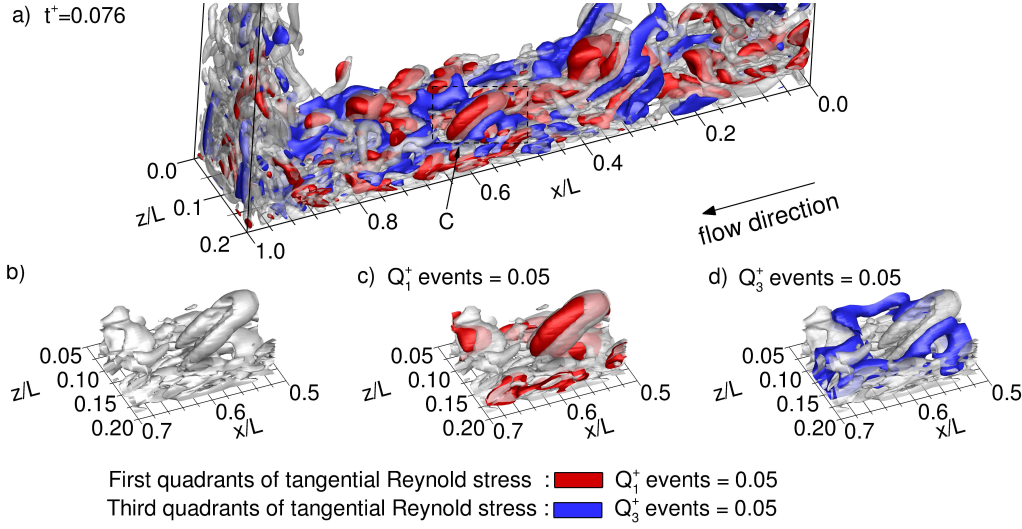 a) t⁺=0.076
0.0
0.2
0.4
0.6
0.8
1.0
x/L
0.0
0.1
0.2
z/L
C
flow direction
b)
c) Q₁⁺ events = 0.05
d) Q₃⁺ events = 0.05
0.05
0.10
0.15
0.20
z/L
0.7
0.6
0.5
x/L
0.05
0.10
0.15
0.20
z/L
0.7
0.6
0.5
x/L
0.05
0.10
0.15
0.20
z/L
0.7
0.6
0.5
x/L
First quadrants of tangential Reynold stress : Q₁⁺ events = 0.05
Third quadrants of tangential Reynold stress : Q₃⁺ events = 0.05